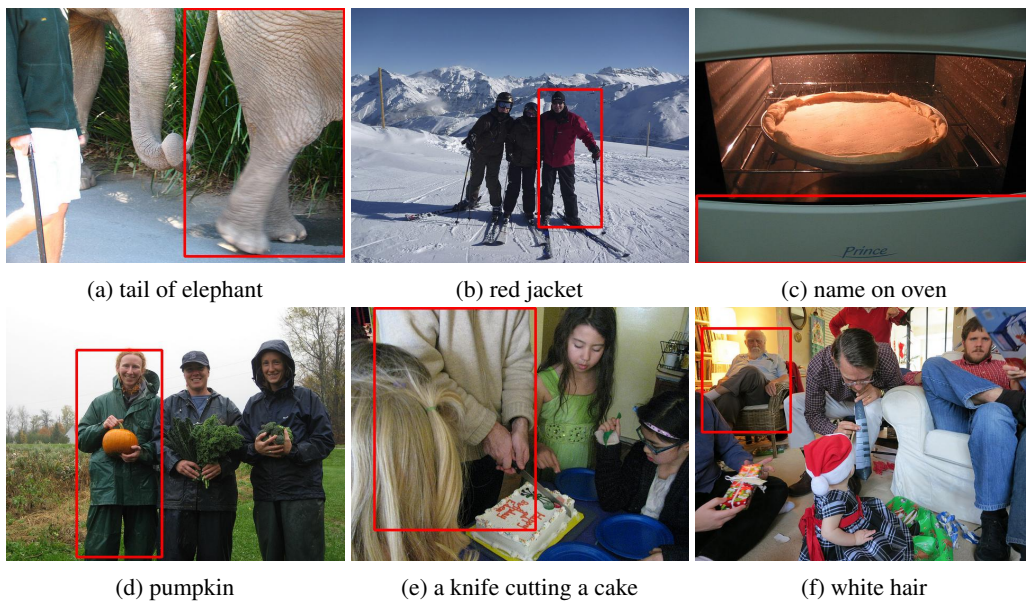 (a) tail of elephant
(b) red jacket
Prince
(c) name on oven
(d) pumpkin
(e) a knife cutting a cake
(f) white hair